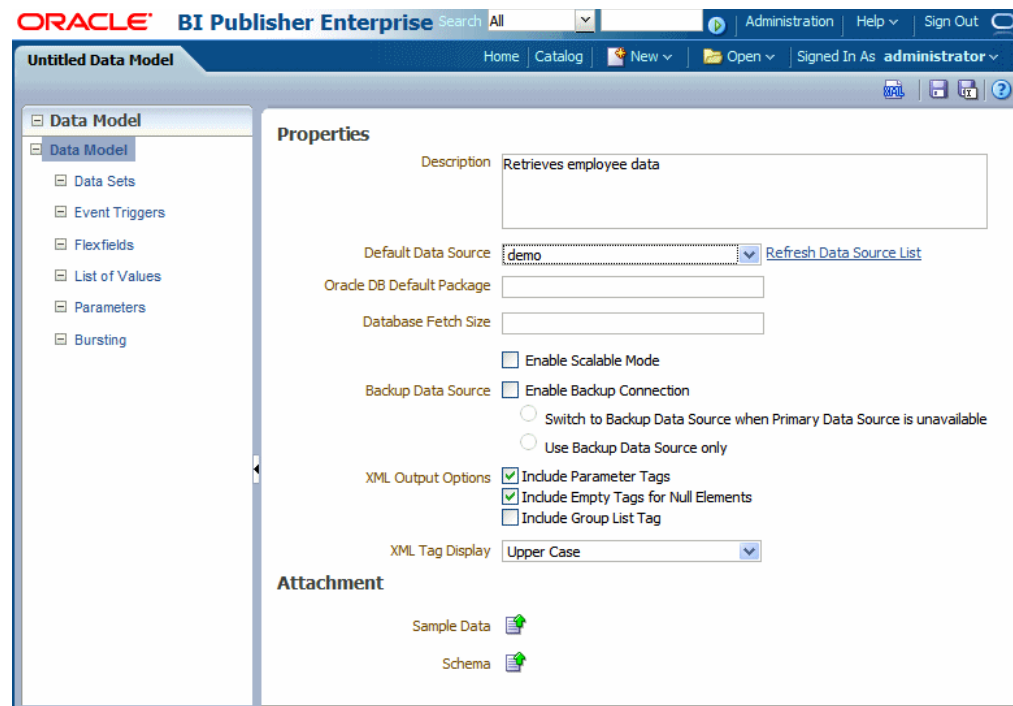 ORACLE BI Publisher Enterprise Search All Administration Help Sign Out
Untitled Data Model Home Catalog New Open Signed In As administrator
XML
Data Model
Data Model
Data Sets
Event Triggers
Flexfields
List of Values
Parameters
Bursting
Properties
Description Retrieves employee data
Default Data Source demo Refresh Data Source List
Oracle DB Default Package
Database Fetch Size
Enable Scalable Mode
Backup Data Source Enable Backup Connection
Switch to Backup Data Source when Primary Data Source is unavailable
Use Backup Data Source only
XML Output Options Include Parameter Tags
Include Empty Tags for Null Elements
Include Group List Tag
XML Tag Display Upper Case
Attachment
Sample Data
Schema